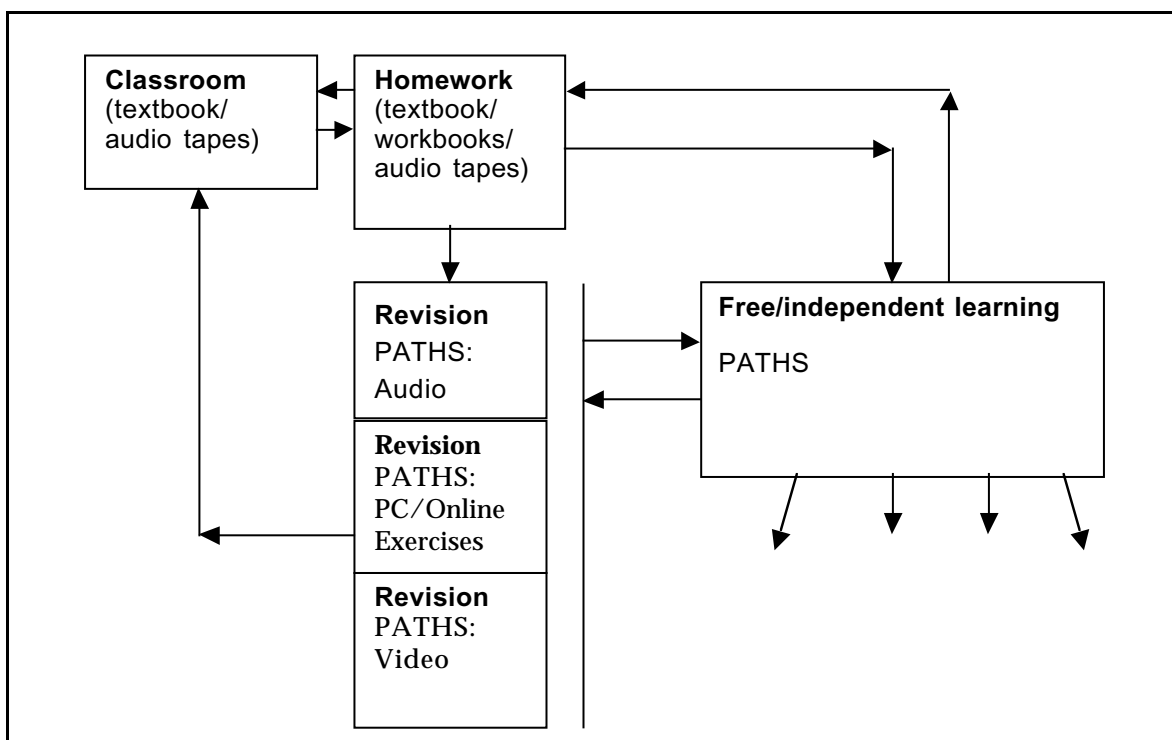 Classroom
(textbook/
audio tapes)
Homework
(textbook/
workbooks/
audio tapes)
Revision
PATHS:
Audio
Revision
PATHS:
PC/Online
Exercises
Revision
PATHS:
Video
Free/independent learning
PATHS